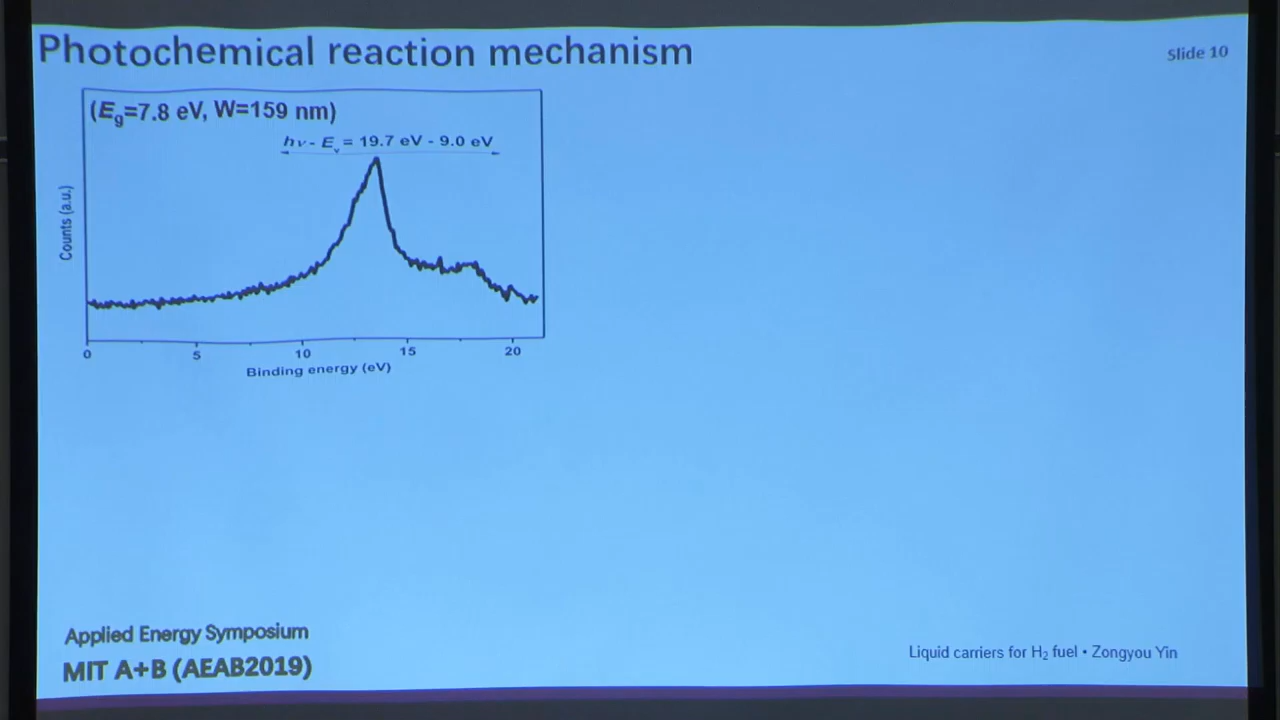 Photochemical reaction mechanism
Slide 10
(Eg=7.8 eV, W=159 nm)
hν - Ev = 19.7 eV - 9.0 eV
Counts (a.u.)
0 5 10 15 20
Binding energy (eV)
Applied Energy Symposium
MIT A+B (AEAB2019)
Liquid carriers for H₂ fuel • Zongyou Yin